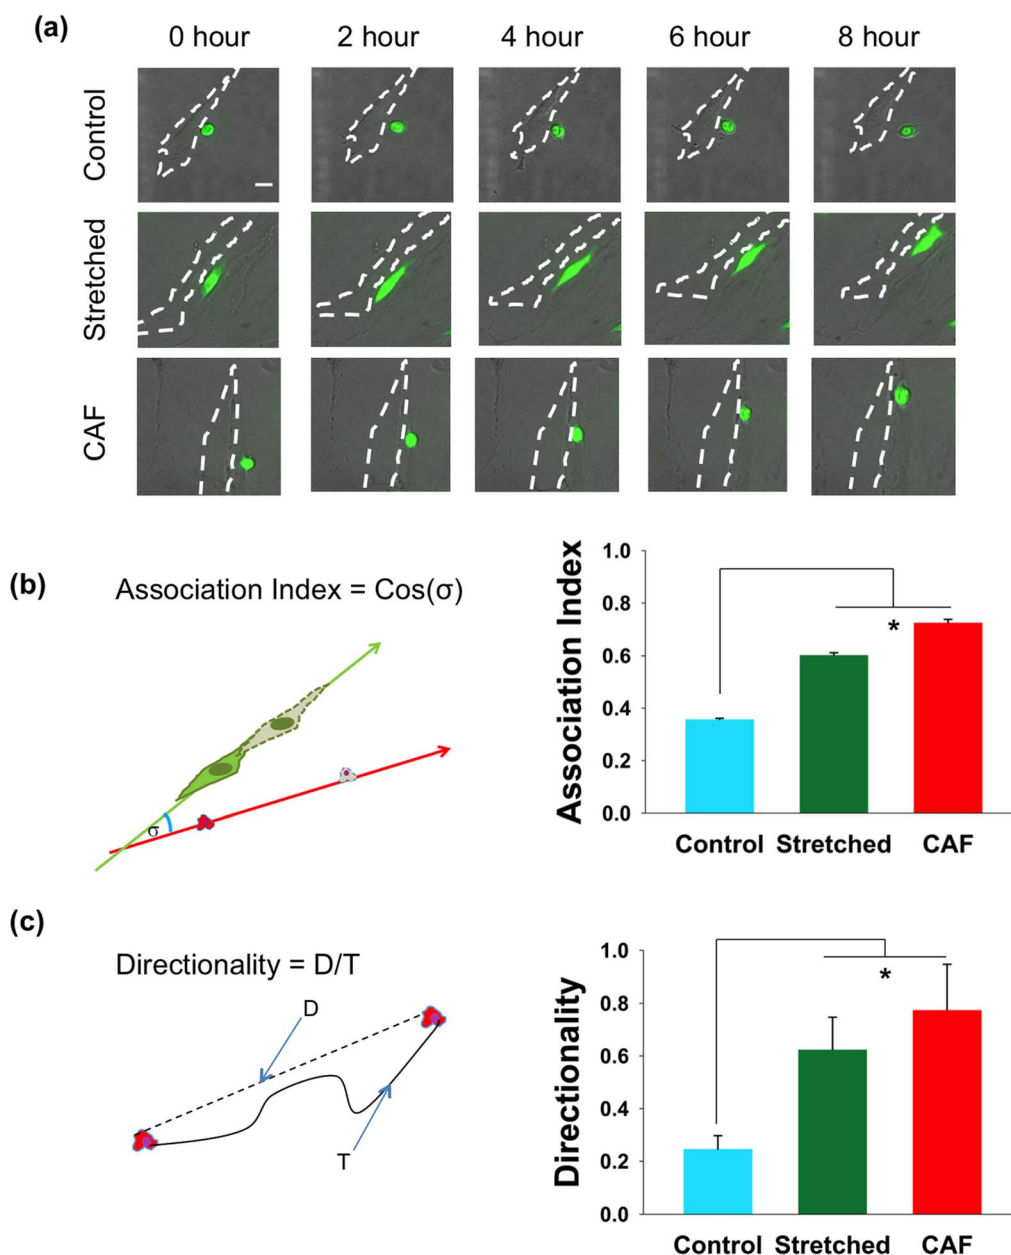 (a)
0 hour 2 hour 4 hour 6 hour 8 hour
Control
Stretched
CAF
(b)
Association Index = Cos(σ)
σ
Association Index
1.0
0.8
0.6
0.4
0.2
0.0
*
Control Stretched CAF
(c)
Directionality = D/T
D
T
Directionality
1.0
0.8
0.6
0.4
0.2
0.0
*
Control Stretched CAF